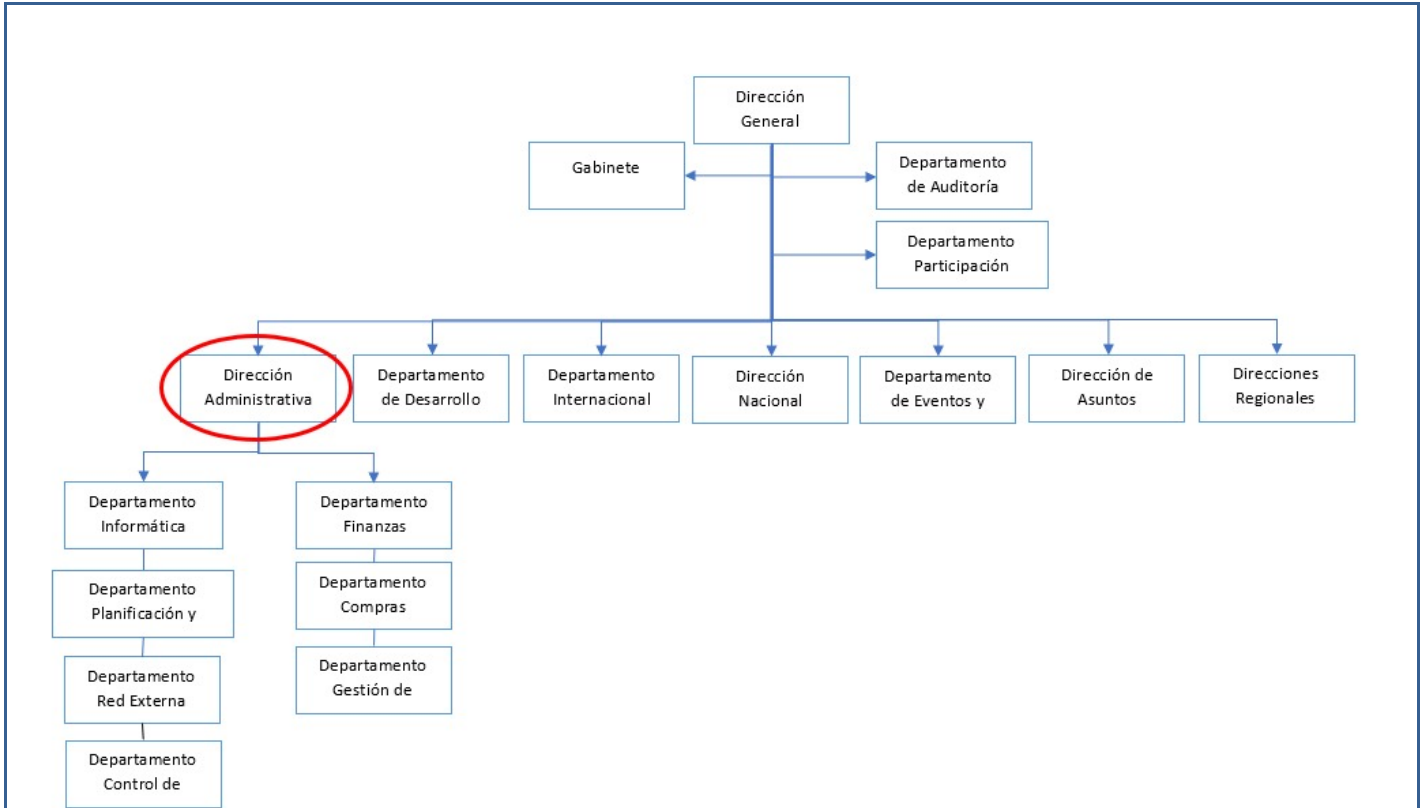 Dirección
General
Gabinete
Departamento
de Auditoría
Departamento
Participación
Dirección
Administrativa
Departamento
de Desarrollo
Departamento
Internacional
Dirección
Nacional
Departamento
de Eventos y
Dirección de
Asuntos
Direcciones
Regionales
Departamento
Informática
Departamento
Planificación y
Departamento
Red Externa
Departamento
Control de
Departamento
Finanzas
Departamento
Compras
Departamento
Gestión de